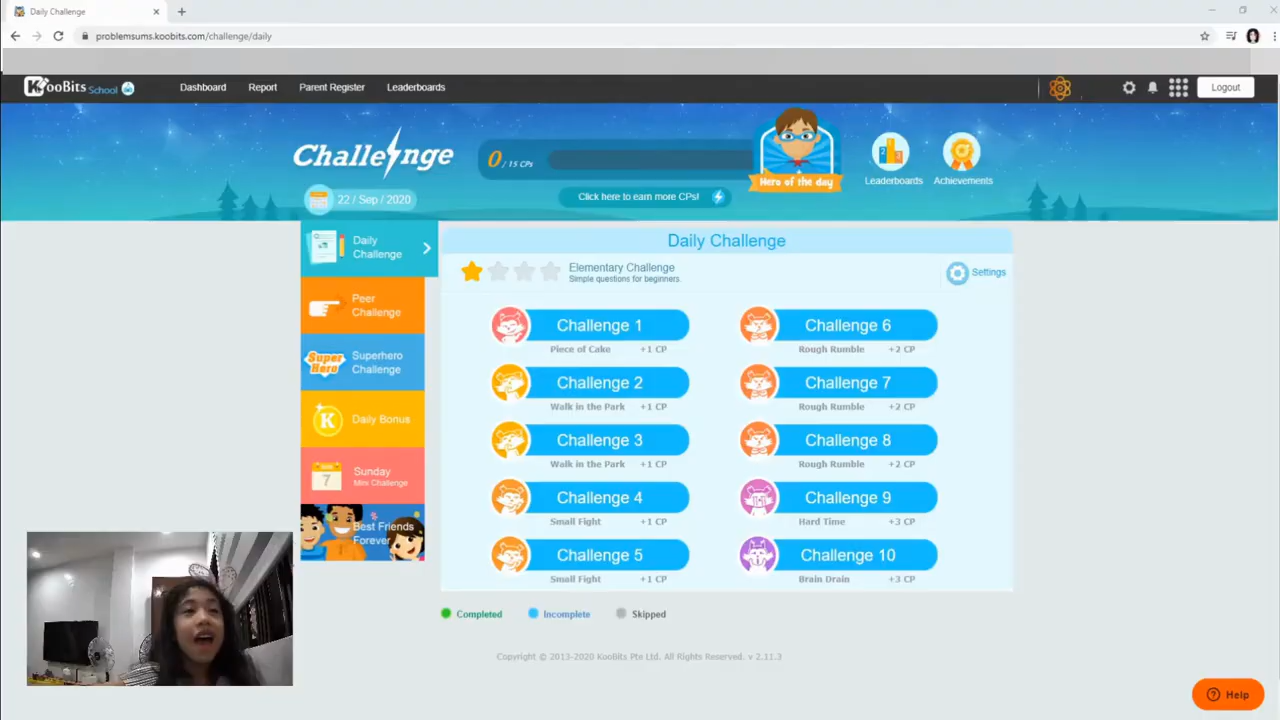 Daily Challenge
problemsums.koobits.com/challenge/daily
KooBits School
Dashboard
Report
Parent Register
Leaderboards
Logout
Challenge
0 / 15 CPs
Hero of the day
Leaderboards
Achievements
22 / Sep / 2020
Click here to earn more CPs!
Daily
Challenge
Peer
Challenge
Super Hero
Superhero
Challenge
K
Daily Bonus
7
Sunday
Mini Challenge
Best Friends
Forever
Daily Challenge
Elementary Challenge
Simple questions for beginners.
Settings
Challenge 1
Piece of Cake +1 CP
Challenge 2
Walk in the Park +1 CP
Challenge 3
Walk in the Park +1 CP
Challenge 4
Small Fight +1 CP
Challenge 5
Small Fight +1 CP
Challenge 6
Rough Rumble +2 CP
Challenge 7
Rough Rumble +2 CP
Challenge 8
Rough Rumble +2 CP
Challenge 9
Hard Time +3 CP
Challenge 10
Brain Drain +3 CP
Completed
Incomplete
Skipped
Copyright © 2013-2020 KooBits Pte Ltd. All Rights Reserved. v 2.11.3
Help